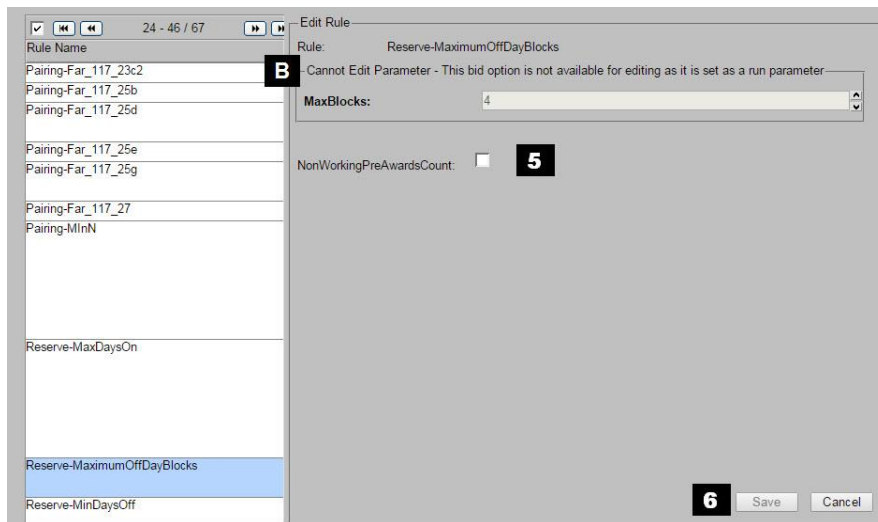 24 - 46 / 67
Rule Name
Pairing-Far_117_23c2
Pairing-Far_117_25b
Pairing-Far_117_25d
Pairing-Far_117_25e
Pairing-Far_117_25g
Pairing-Far_117_27
Pairing-MInN
Reserve-MaxDaysOn
Reserve-MaximumOffDayBlocks
Reserve-MinDaysOff
Edit Rule
Rule: Reserve-MaximumOffDayBlocks
B Cannot Edit Parameter - This bid option is not available for editing as it is set as a run parameter
MaxBlocks: 4
NonWorkingPreAwardsCount: 5
6 Save Cancel